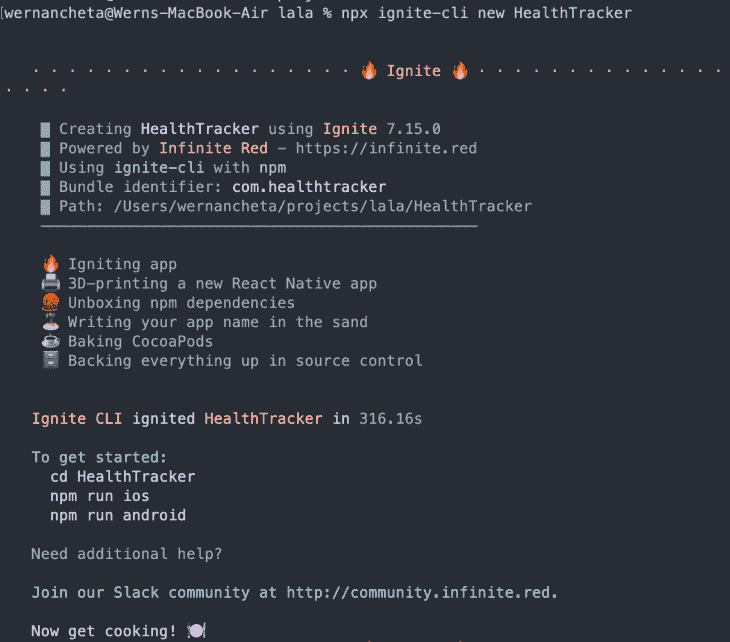 [wernancheta@Werns-MacBook-Air lala % npx ignite-cli new HealthTracker
· · · · · · · · · · · · · · · · · · 🔥 Ignite 🔥 · · · · · · · · · · · · · ·
· · · ·
▓ Creating HealthTracker using Ignite 7.15.0
▓ Powered by Infinite Red - https://infinite.red
▓ Using ignite-cli with npm
▓ Bundle identifier: com.healthtracker
▓ Path: /Users/wernancheta/projects/lala/HealthTracker
🔥 Igniting app
🖨 3D-printing a new React Native app
🧶 Unboxing npm dependencies
🏝 Writing your app name in the sand
☕ Baking CocoaPods
🗄 Backing everything up in source control
Ignite CLI ignited HealthTracker in 316.16s
To get started:
cd HealthTracker
npm run ios
npm run android
Need additional help?
Join our Slack community at http://community.infinite.red.
Now get cooking! 🍽